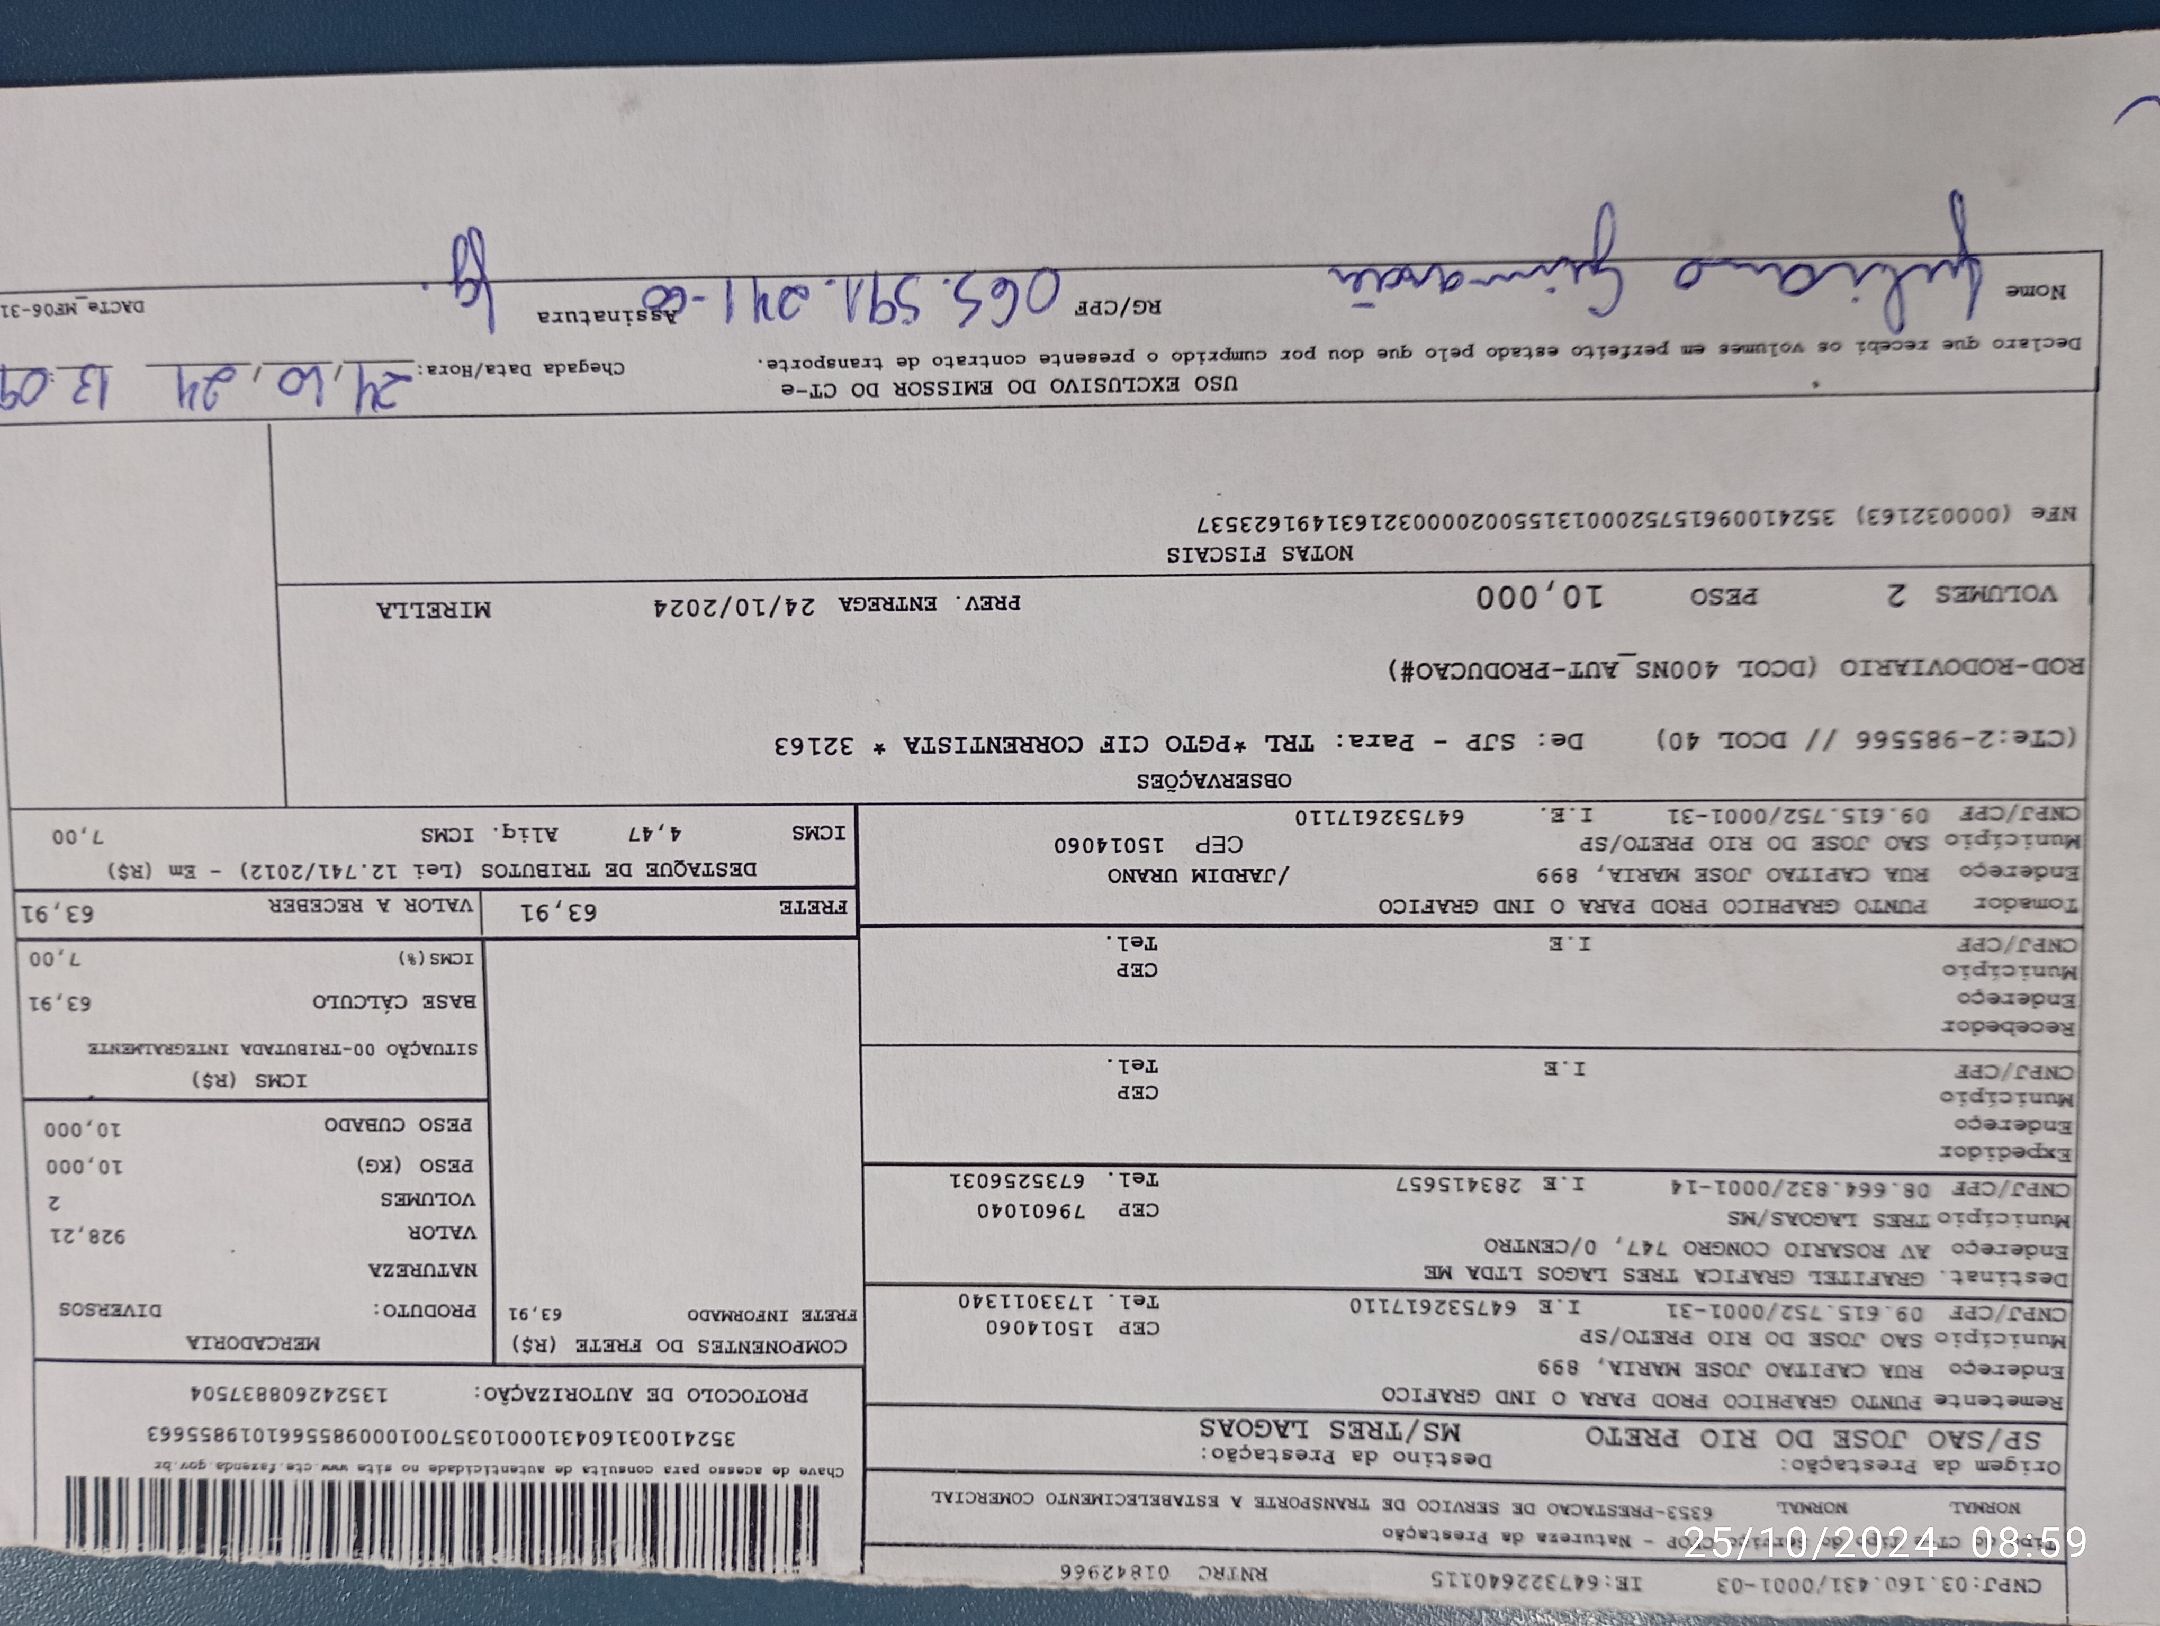 CNPJ:03.160.431/0001-03 IE:647322640115 RNTRC 01842966
Tipo do CTe Tipo do Serviço CFOP - Natureza da Prestação
NORMAL NORMAL 6353-PRESTACAO DE SERVICO DE TRANSPORTE A ESTABELECIMENTO COMERCIAL
Origem da Prestação: Destino da Prestação:
SP/SAO JOSE DO RIO PRETO MS/TRES LAGOAS
Remetente PUNTO GRAPHICO PROD PARA O IND GRAFICO
Endereço RUA CAPITAO JOSE MARIA, 899
Município SAO JOSE DO RIO PRETO/SP CEP 15014060
CNPJ/CPF 09.615.752/0001-31 I.E 647532617110 Tel. 1733011340
Destinat. GRAFITEL GRAFICA TRES LAGOS LTDA ME
Endereço AV ROSARIO CONGRO 747, 0/CENTRO
Município TRES LAGOAS/MS CEP 79601040
CNPJ/CPF 08.664.832/0001-14 I.E 283415657 Tel. 6735256031
Expedidor
Endereço
Município CEP
CNPJ/CPF I.E Tel.
Recebedor
Endereço
Município CEP
CNPJ/CPF I.E Tel.
Tomador PUNTO GRAPHICO PROD PARA O IND GRAFICO
Endereço RUA CAPITAO JOSE MARIA, 899 /JARDIM URANO
Município SAO JOSE DO RIO PRETO/SP CEP 15014060
CNPJ/CPF 09.615.752/0001-31 I.E. 647532617110
Chave de acesso para consulta de autenticidade no site www.cte.fazenda.gov.br
35241003160431000103570010009855661019855663
PROTOCOLO DE AUTORIZAÇÃO: 135242608837504
COMPONENTES DO FRETE (R$)
FRETE INFORMADO 63,91
MERCADORIA
PRODUTO: DIVERSOS
NATUREZA
VALOR 928,21
VOLUMES 2
PESO (KG) 10,000
PESO CUBADO 10,000
ICMS (R$)
SITUAÇÃO 00-TRIBUTADA INTEGRALMENTE
BASE CÁLCULO 63,91
ICMS(%) 7,00
FRETE 63,91 VALOR A RECEBER 63,91
DESTAQUE DE TRIBUTOS (Lei 12.741/2012) - Em (R$)
ICMS 4,47 Aliq. ICMS 7,00
OBSERVAÇÕES
(CTe:2-985566 // DCOL 40) De: SJP - Para: TRL *PGTO CIF CORRENTISTA * 32163
ROD-RODOVIARIO (DCOL 400NS_AUT-PRODUCAO#)
VOLUMES 2 PESO 10,000 PREV. ENTREGA 24/10/2024 MIRELLA
NOTAS FISCAIS
NFe (000032163) 35241009615752000131550020000321631491623537
USO EXCLUSIVO DO EMISSOR DO CT-e
Declaro que recebi os volumes em perfeito estado pelo que dou por cumprido o presente contrato de transporte.
Chegada Data/Hora: 24,10,24 13:09
Nome Juliano Guimarães RG/CPF 065.591.241-60 Assinatura JG.
DACTe_MF06-31
25/10/2024 08:59